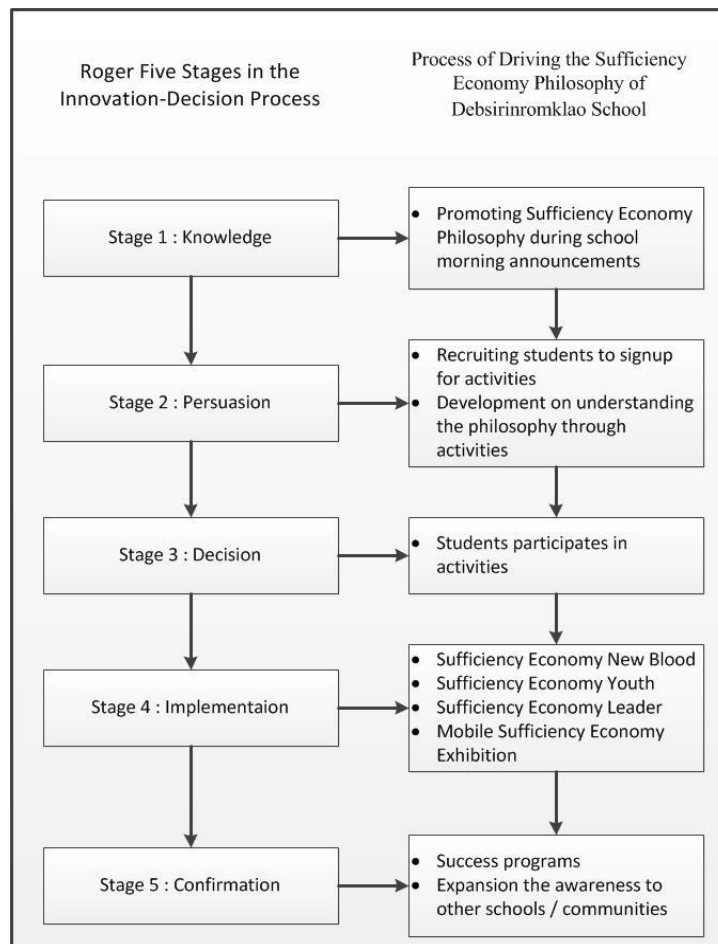 Roger Five Stages in the
Innovation-Decision Process
Process of Driving the Sufficiency
Economy Philosophy of
Debsirinromklao School
Stage 1 : Knowledge
• Promoting Sufficiency Economy
Philosophy during school
morning announcements
Stage 2 : Persuasion
• Recruiting students to signup
for activities
• Development on understanding
the philosophy through
activities
Stage 3 : Decision
• Students participates in
activities
Stage 4 : Implementaion
• Sufficiency Economy New Blood
• Sufficiency Economy Youth
• Sufficiency Economy Leader
• Mobile Sufficiency Economy
Exhibition
Stage 5 : Confirmation
• Success programs
• Expansion the awareness to
other schools / communities